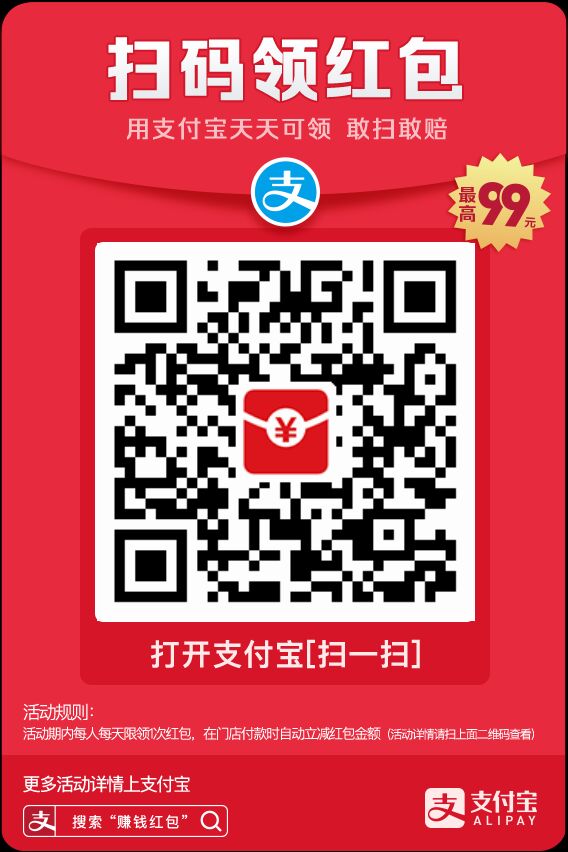 扫码领红包
用支付宝天天可领 敢扫敢赔
支
最高99元
¥
打开支付宝[扫一扫]
活动规则：
活动期内每人每天限领1次红包，在门店付款时自动立减红包金额（活动详情请扫上面二维码查看）
更多活动详情上支付宝
支 搜索“赚钱红包”
支 支付宝
ALIPAY